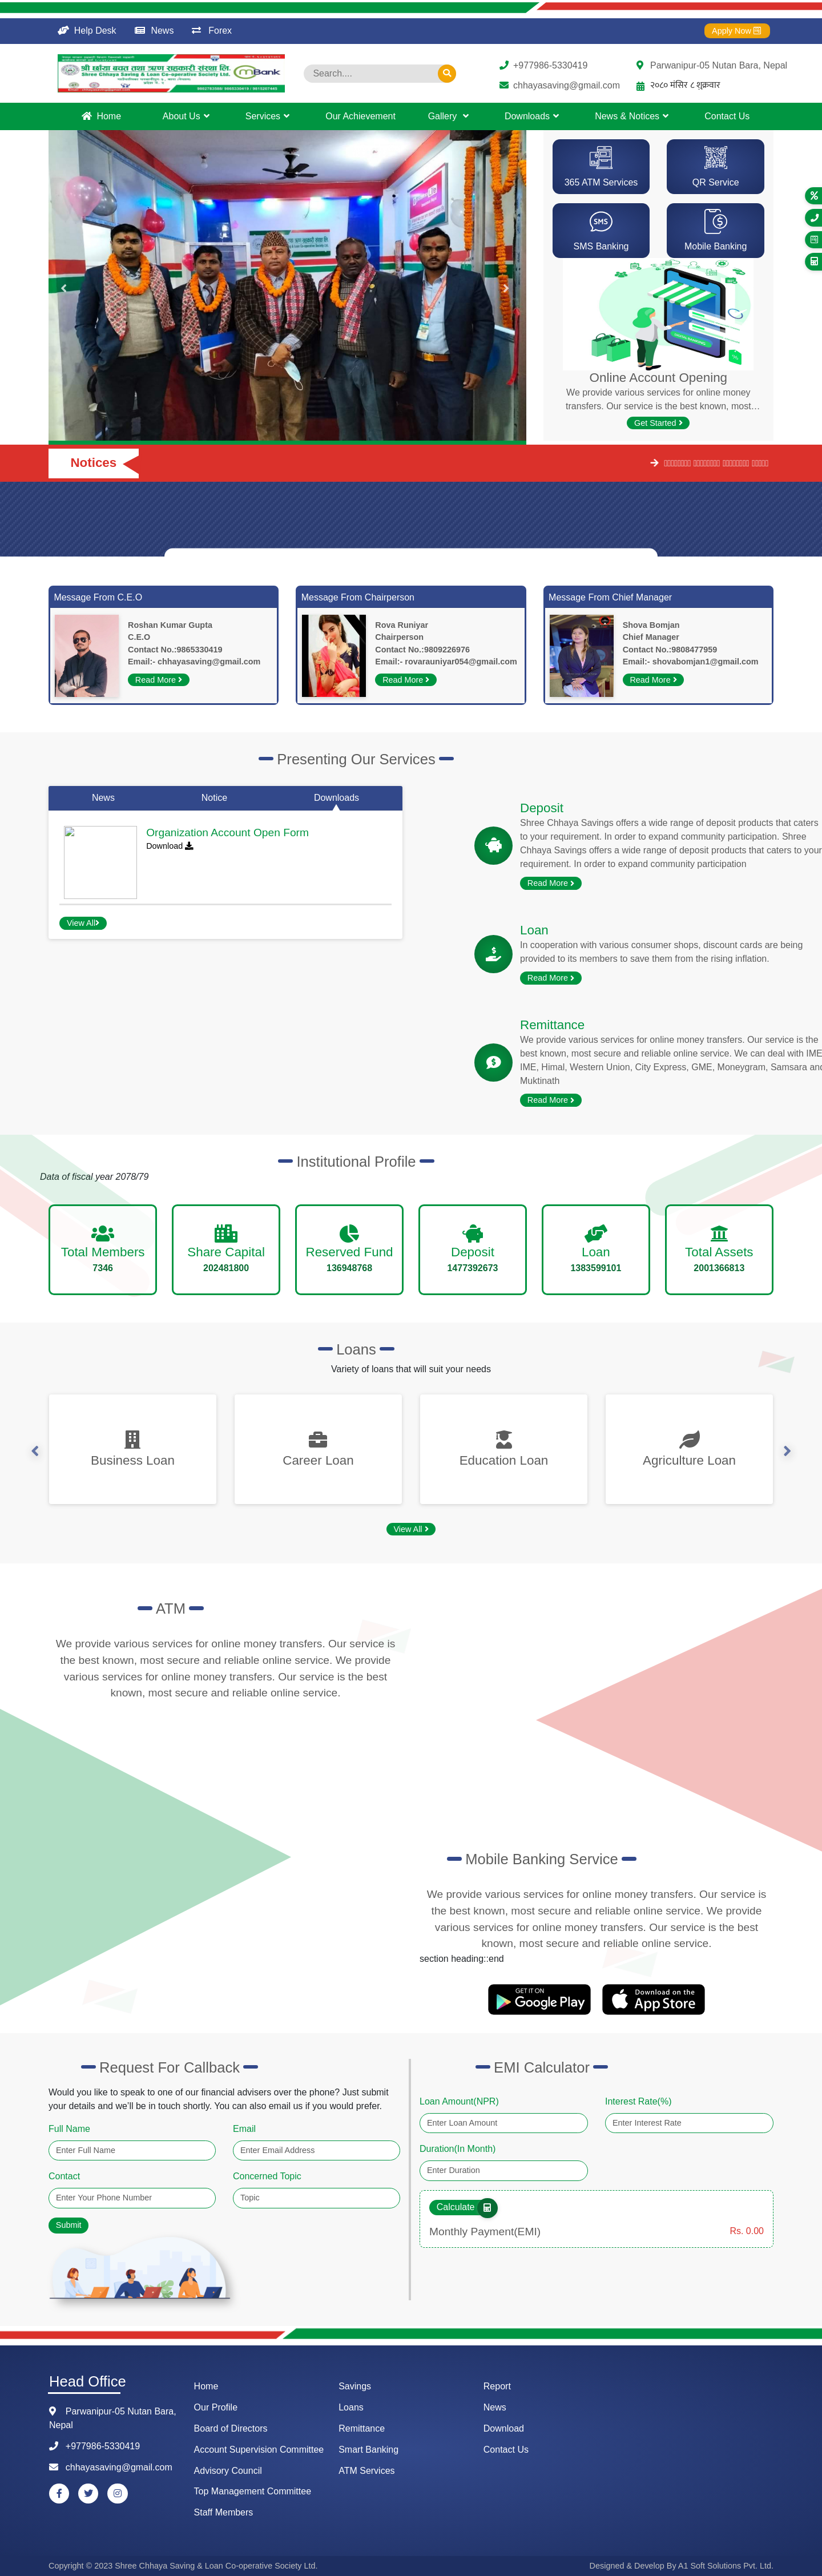 Help Desk
News
Forex
Apply Now
श्री छाँया बचत तथा ऋण सहकारी संस्था लि.
Shree Chhaya Saving & Loan Co-operative Society Ltd.
Bank
Search....
+977986-5330419
chhayasaving@gmail.com
Parwanipur-05 Nutan Bara, Nepal
२०८० मंसिर ८ शुक्रवार
Home
About Us
Services
Our Achievement
Gallery
Downloads
News & Notices
Contact Us
365 ATM Services
QR Service
SMS
SMS Banking
Mobile Banking
Online Account Opening
We provide various services for online money
transfers. Our service is the best known, most…
Get Started
Notices
Message From C.E.O
Roshan Kumar Gupta
C.E.O
Contact No.:9865330419
Email:- chhayasaving@gmail.com
Read More
Message From Chairperson
Rova Runiyar
Chairperson
Contact No.:9809226976
Email:- rovarauniyar054@gmail.com
Read More
Message From Chief Manager
Shova Bomjan
Chief Manager
Contact No.:9808477959
Email:- shovabomjan1@gmail.com
Read More
Presenting Our Services
News
Notice
Downloads
Organization Account Open Form
Download
View All
Deposit
Shree Chhaya Savings offers a wide range of deposit products that caters
to your requirement. In order to expand community participation. Shree
Chhaya Savings offers a wide range of deposit products that caters to your
requirement. In order to expand community participation
Read More
Loan
In cooperation with various consumer shops, discount cards are being
provided to its members to save them from the rising inflation.
Read More
Remittance
We provide various services for online money transfers. Our service is the
best known, most secure and reliable online service. We can deal with IME
IME, Himal, Western Union, City Express, GME, Moneygram, Samsara and
Muktinath
Read More
Institutional Profile
Data of fiscal year 2078/79
Total Members
7346
Share Capital
202481800
Reserved Fund
136948768
Deposit
1477392673
Loan
1383599101
Total Assets
2001366813
Loans
Variety of loans that will suit your needs
Business Loan
Career Loan
Education Loan
Agriculture Loan
View All
ATM
We provide various services for online money transfers. Our service is
the best known, most secure and reliable online service. We provide
various services for online money transfers. Our service is the best
known, most secure and reliable online service.
Mobile Banking Service
We provide various services for online money transfers. Our service is
the best known, most secure and reliable online service. We provide
various services for online money transfers. Our service is the best
known, most secure and reliable online service.
section heading::end
GET IT ON
Google Play
Download on the
App Store
Request For Callback
Would you like to speak to one of our financial advisers over the phone? Just submit
your details and we'll be in touch shortly. You can also email us if you would prefer.
Full Name
Email
Enter Full Name
Enter Email Address
Contact
Concerned Topic
Enter Your Phone Number
Topic
Submit
EMI Calculator
Loan Amount(NPR)
Interest Rate(%)
Enter Loan Amount
Enter Interest Rate
Duration(In Month)
Enter Duration
Calculate
Monthly Payment(EMI)
Rs. 0.00
Head Office
Parwanipur-05 Nutan Bara,
Nepal
+977986-5330419
chhayasaving@gmail.com
Home
Our Profile
Board of Directors
Account Supervision Committee
Advisory Council
Top Management Committee
Staff Members
Savings
Loans
Remittance
Smart Banking
ATM Services
Report
News
Download
Contact Us
Copyright © 2023 Shree Chhaya Saving & Loan Co-operative Society Ltd.
Designed & Develop By A1 Soft Solutions Pvt. Ltd.